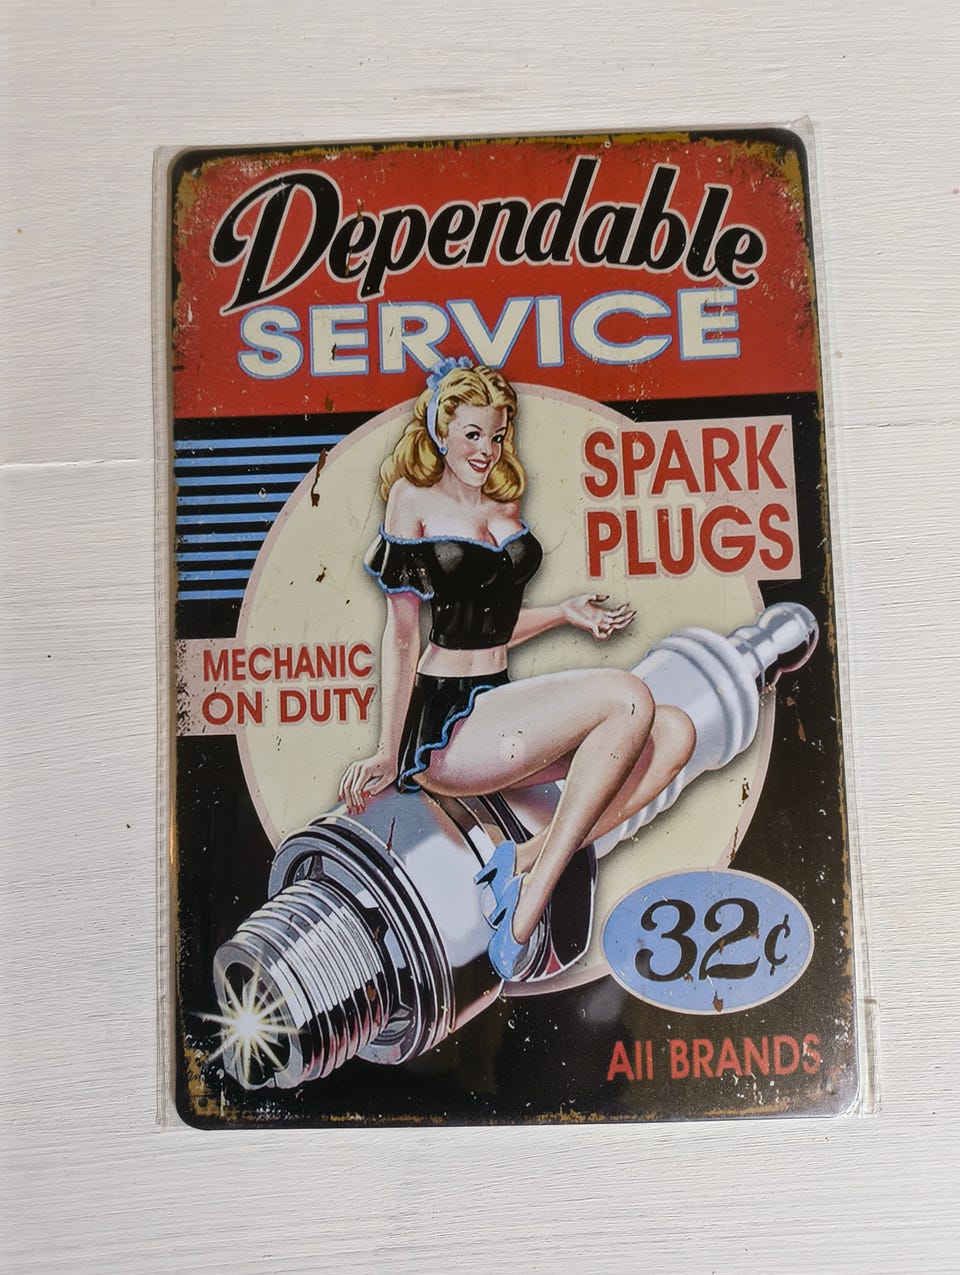 Dependable
SERVICE
SPARK
PLUGS
MECHANIC
ON DUTY
32¢
All BRANDS